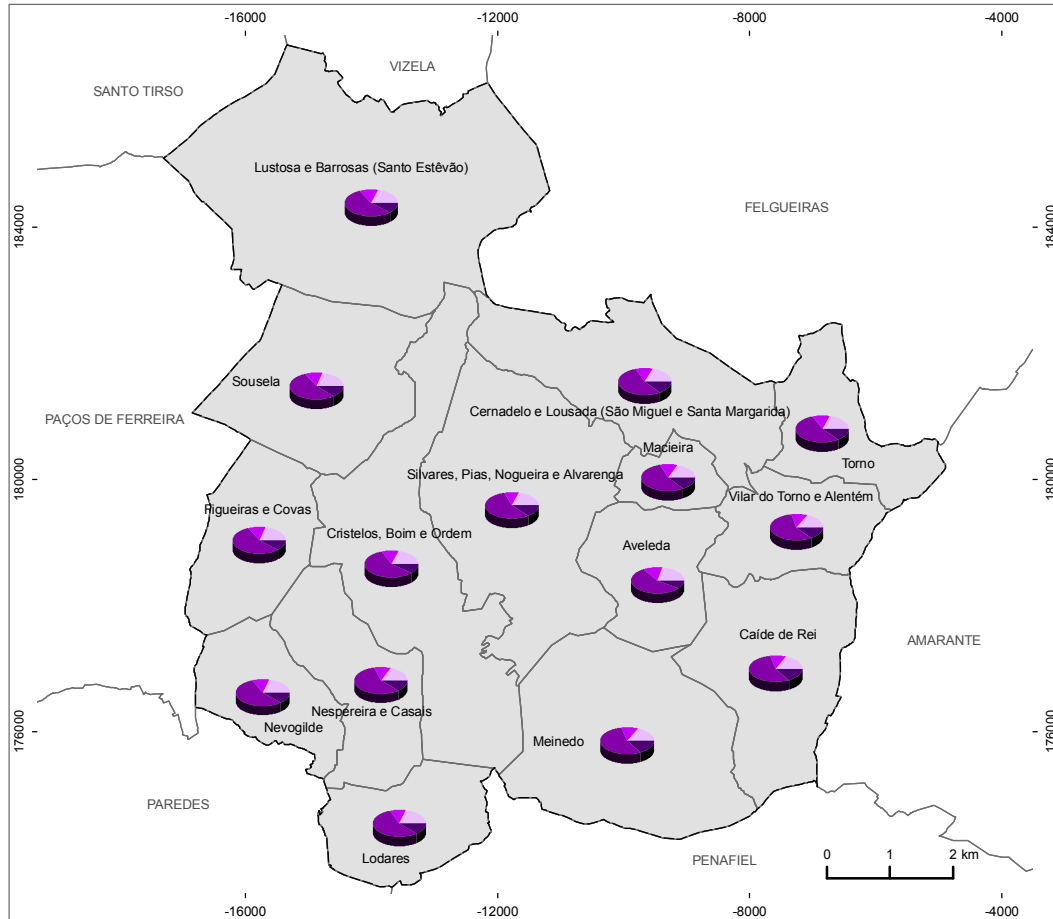 -16000 -12000 -8000 -4000
VIZELA
SANTO TIRSO
Lustosa e Barrosas (Santo Estêvão)
FELGUEIRAS
184000 184000
Sousela
Cernadelo e Lousada (São Miguel e Santa Margarida)
PAÇOS DE FERREIRA
Macieira
Torno
Silvares, Pias, Nogueira e Alvarenga
180000 180000
Vilar do Torno e Alentém
Figueiras e Covas
Cristelos, Boim e Ordem
Aveleda
Caíde de Rei
AMARANTE
Nespereira e Casais
Nevogilde
Meinedo
176000 176000
PAREDES
Lodares
PENAFIEL
0 1 2 km
-16000 -12000 -8000 -4000